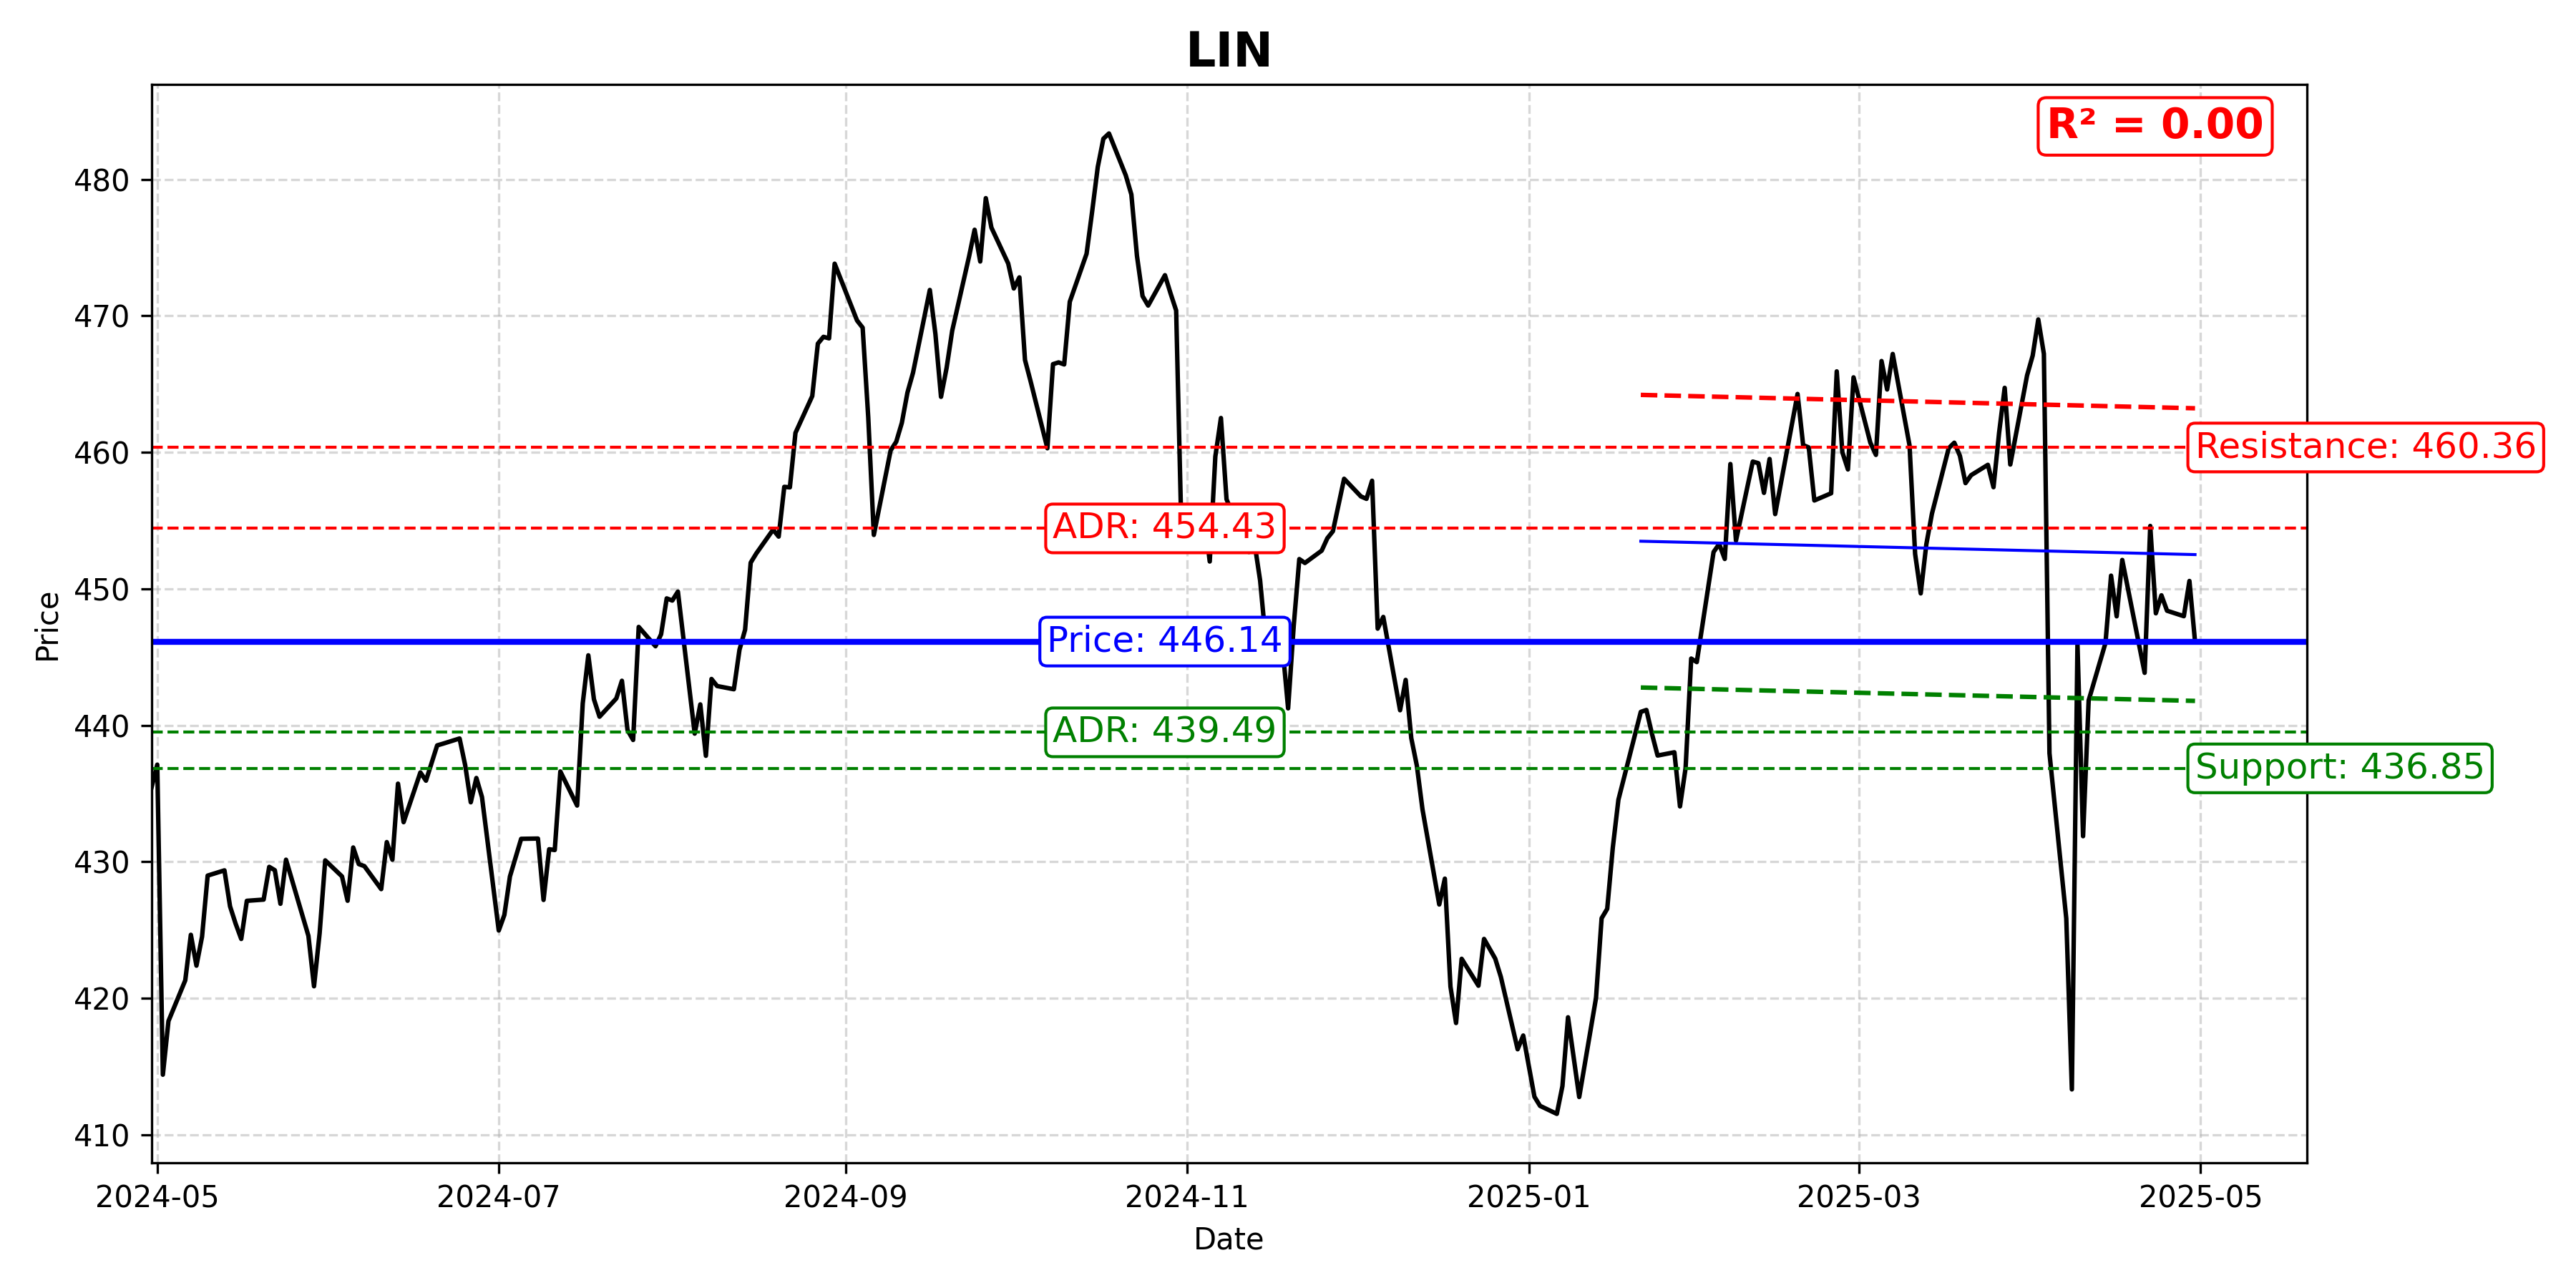 LIN
R² = 0.00
480
470
460
450
440
430
420
410
Price
Resistance: 460.36
ADR: 454.43
Price: 446.14
ADR: 439.49
Support: 436.85
2024-05
2024-07
2024-09
2024-11
2025-01
2025-03
2025-05
Date